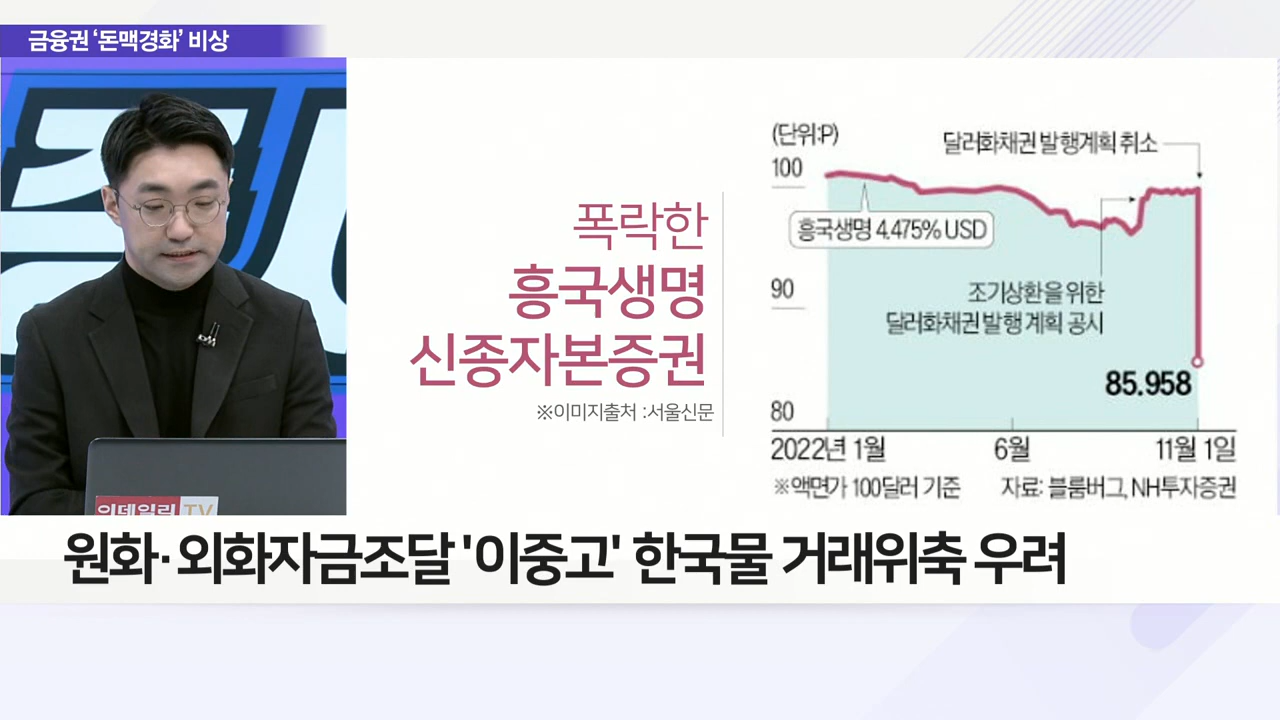 금융권 ‘돈맥경화’ 비상
폭락한
흥국생명
신종자본증권
※이미지출처 :서울신문
(단위:P)
달러화채권 발행계획 취소
100
흥국생명 4.475% USD
90
조기상환을 위한
달러화채권 발행 계획 공시
85.958
80
2022년 1월
6월
11월 1일
※액면가 100달러 기준
자료: 블룸버그, NH투자증권
이데일리 TV
원화·외화자금조달 '이중고' 한국물 거래위축 우려